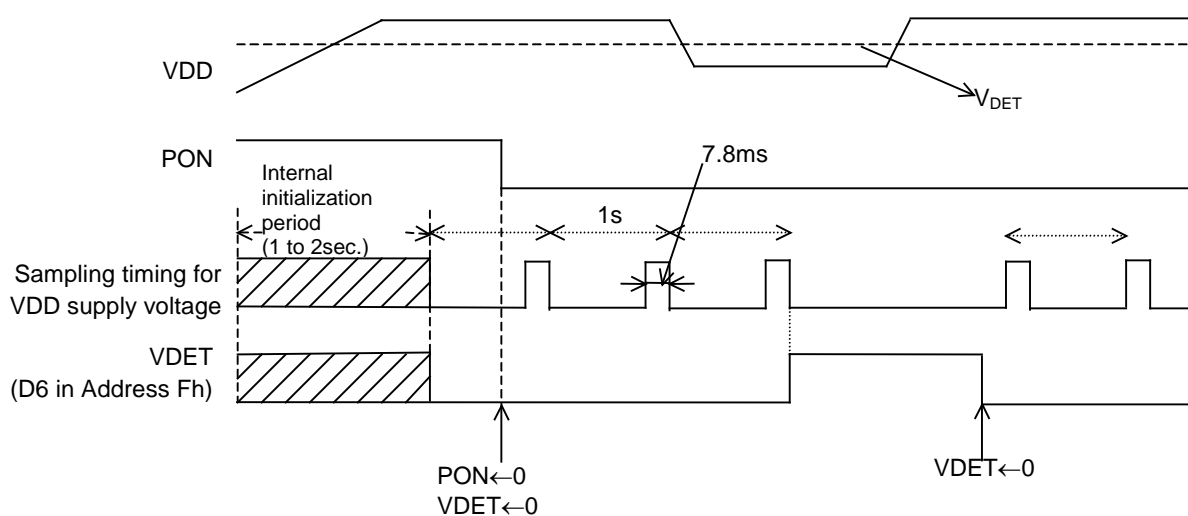 VDD
V_DET
PON
7.8ms
Internal
initialization
period
(1 to 2sec.)
1s
Sampling timing for
VDD supply voltage
VDET
(D6 in Address Fh)
PON←0
VDET←0
VDET←0